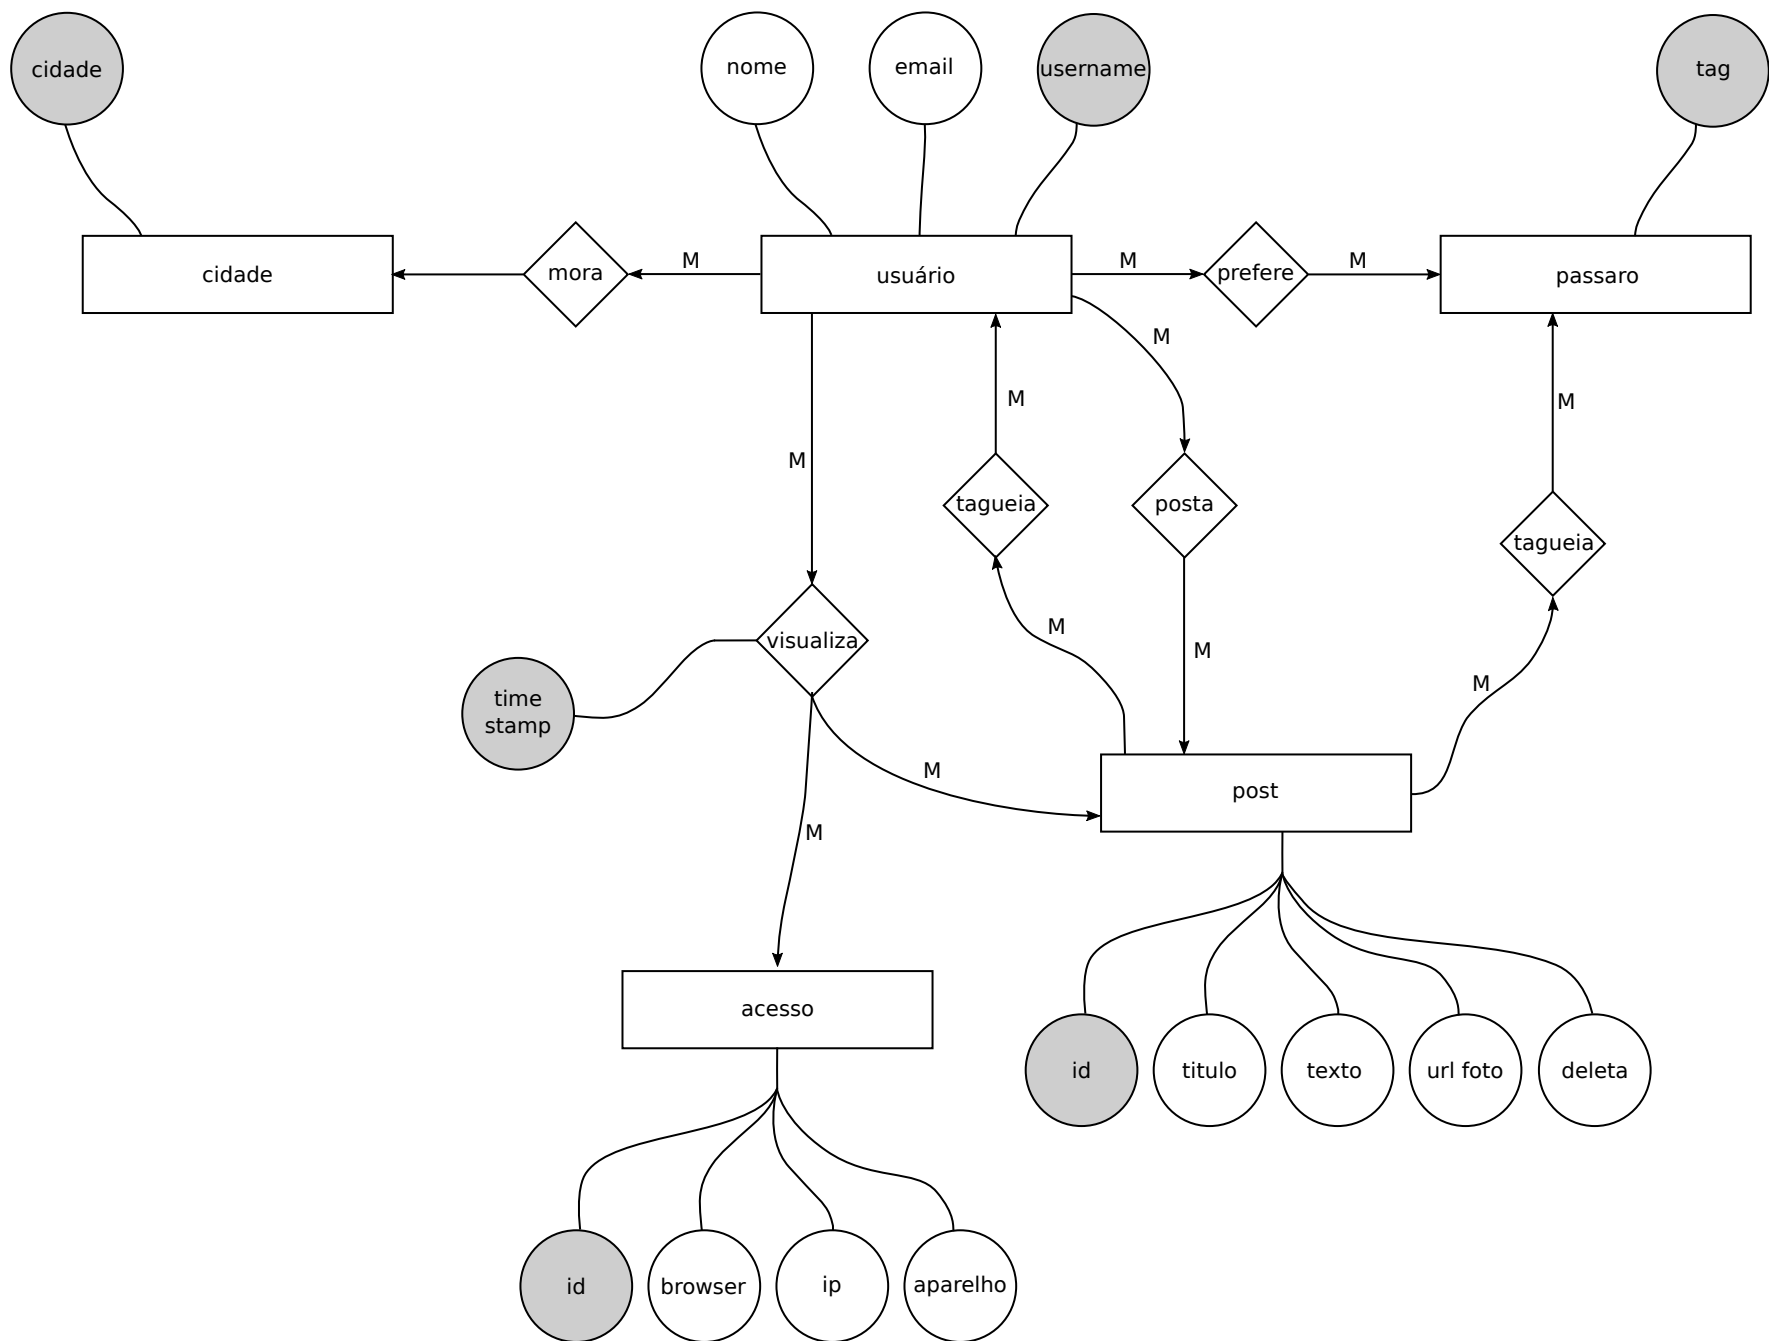 cidade
nome
email
username
tag
cidade
mora
M
usuário
M
prefere
M
passaro
M
M
M
M
tagueia
posta
tagueia
M
visualiza
M
M
time
stamp
M
M
post
M
acesso
id
titulo
texto
url foto
deleta
id
browser
ip
aparelho